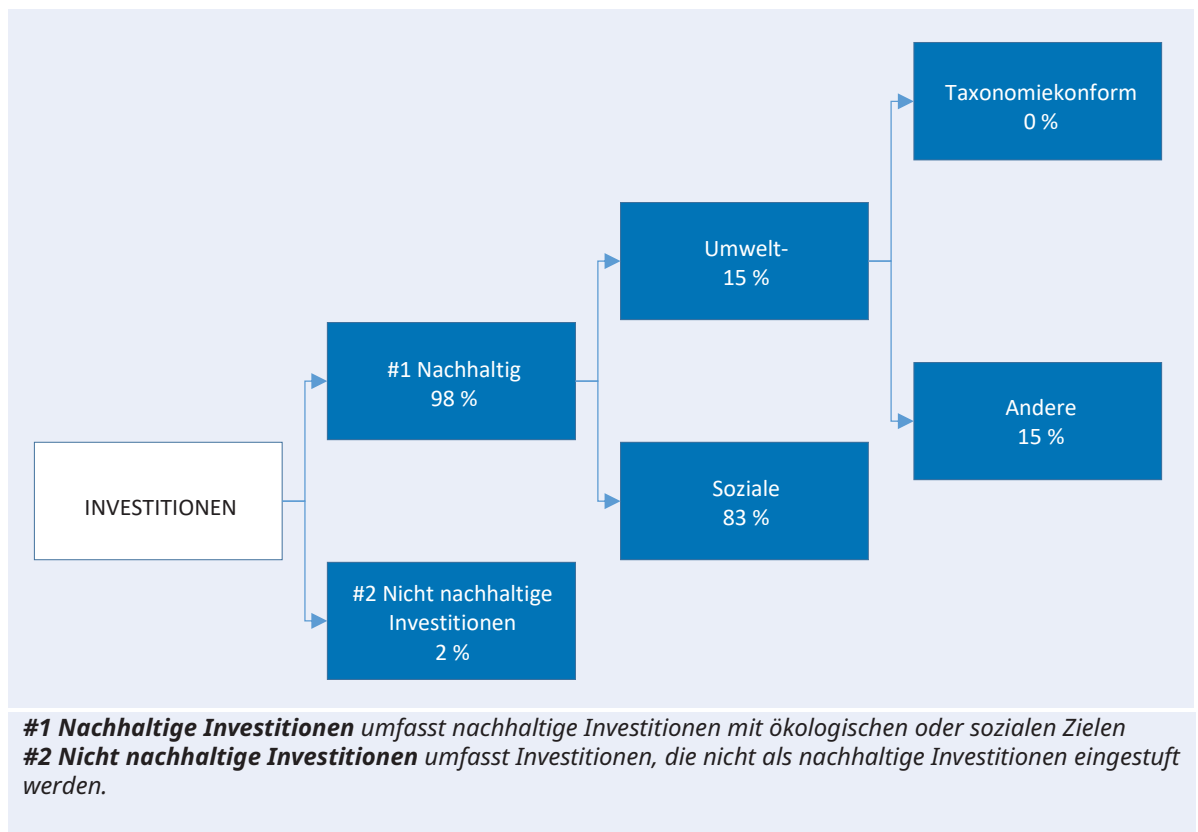 Taxonomiekonform
0 %
Umwelt-
15 %
#1 Nachhaltig
98 %
Andere
15 %
INVESTITIONEN
Soziale
83 %
#2 Nicht nachhaltige
Investitionen
2 %
#1 Nachhaltige Investitionen umfasst nachhaltige Investitionen mit ökologischen oder sozialen Zielen
#2 Nicht nachhaltige Investitionen umfasst Investitionen, die nicht als nachhaltige Investitionen eingestuft
werden.